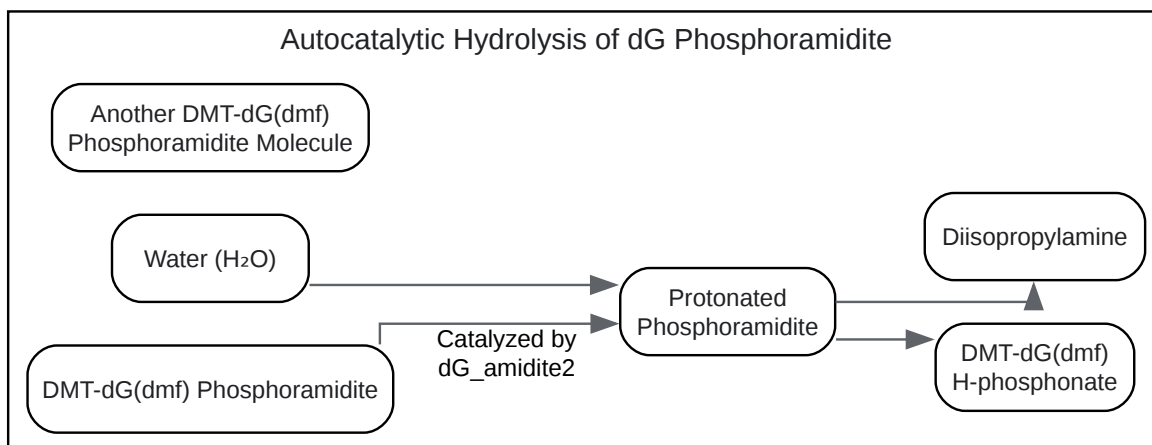 Autocatalytic Hydrolysis of dG Phosphoramidite
Another DMT-dG(dmf)
Phosphoramidite Molecule
Water (H₂O)
Diisopropylamine
Protonated
Phosphoramidite
Catalyzed by
dG_amidite2
DMT-dG(dmf) Phosphoramidite
DMT-dG(dmf)
H-phosphonate